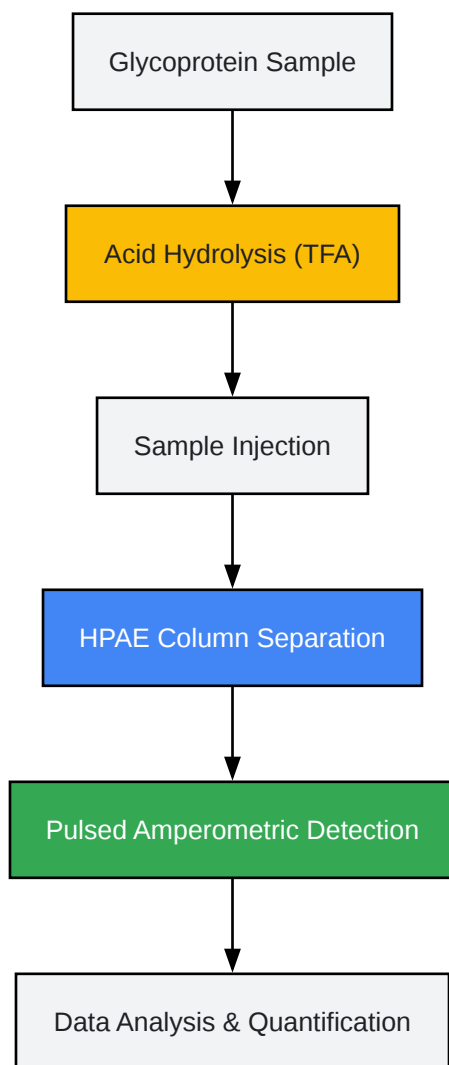 Glycoprotein Sample
Acid Hydrolysis (TFA)
Sample Injection
HPAE Column Separation
Pulsed Amperometric Detection
Data Analysis & Quantification